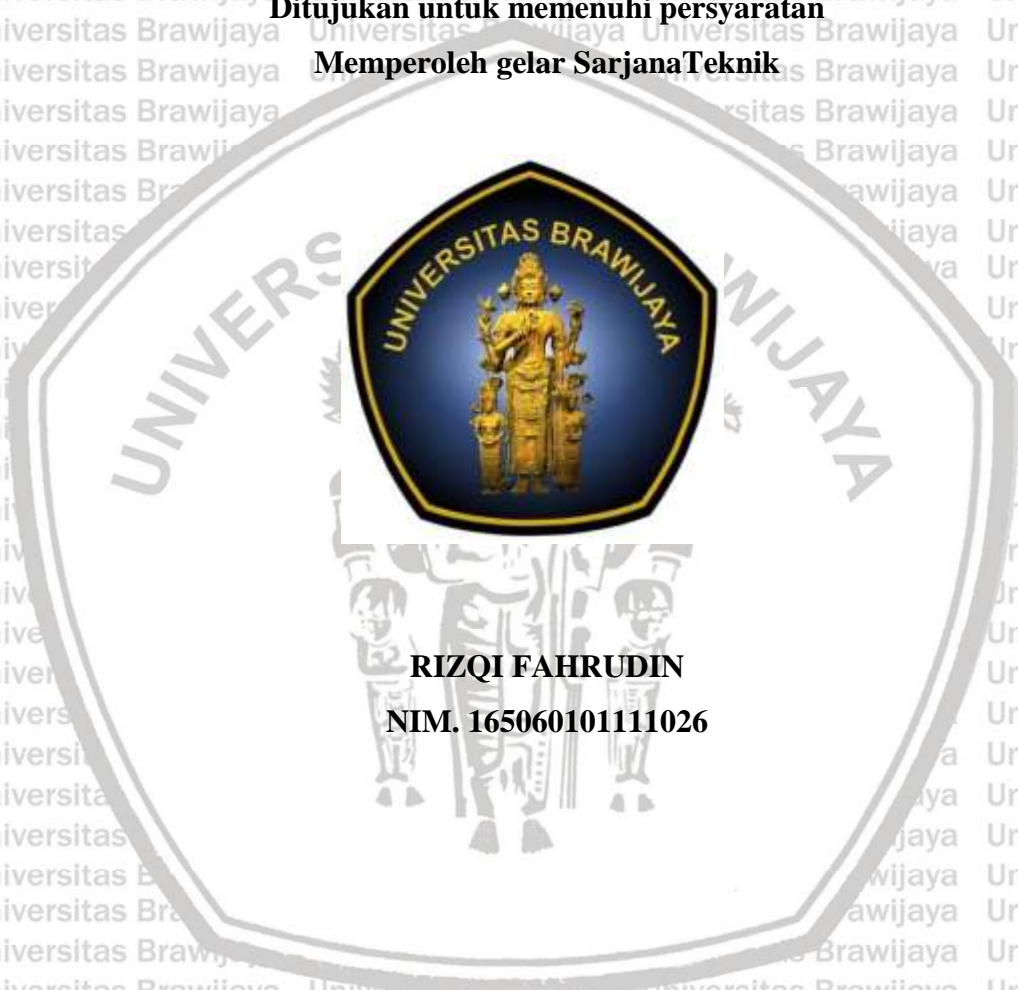 Ditujukan untuk memenuhi persyaratan
Memperoleh gelar SarjanaTeknik
UNIVERSITAS BRAWIJAYA
RIZQI FAHRUDIN
NIM. 165060101111026